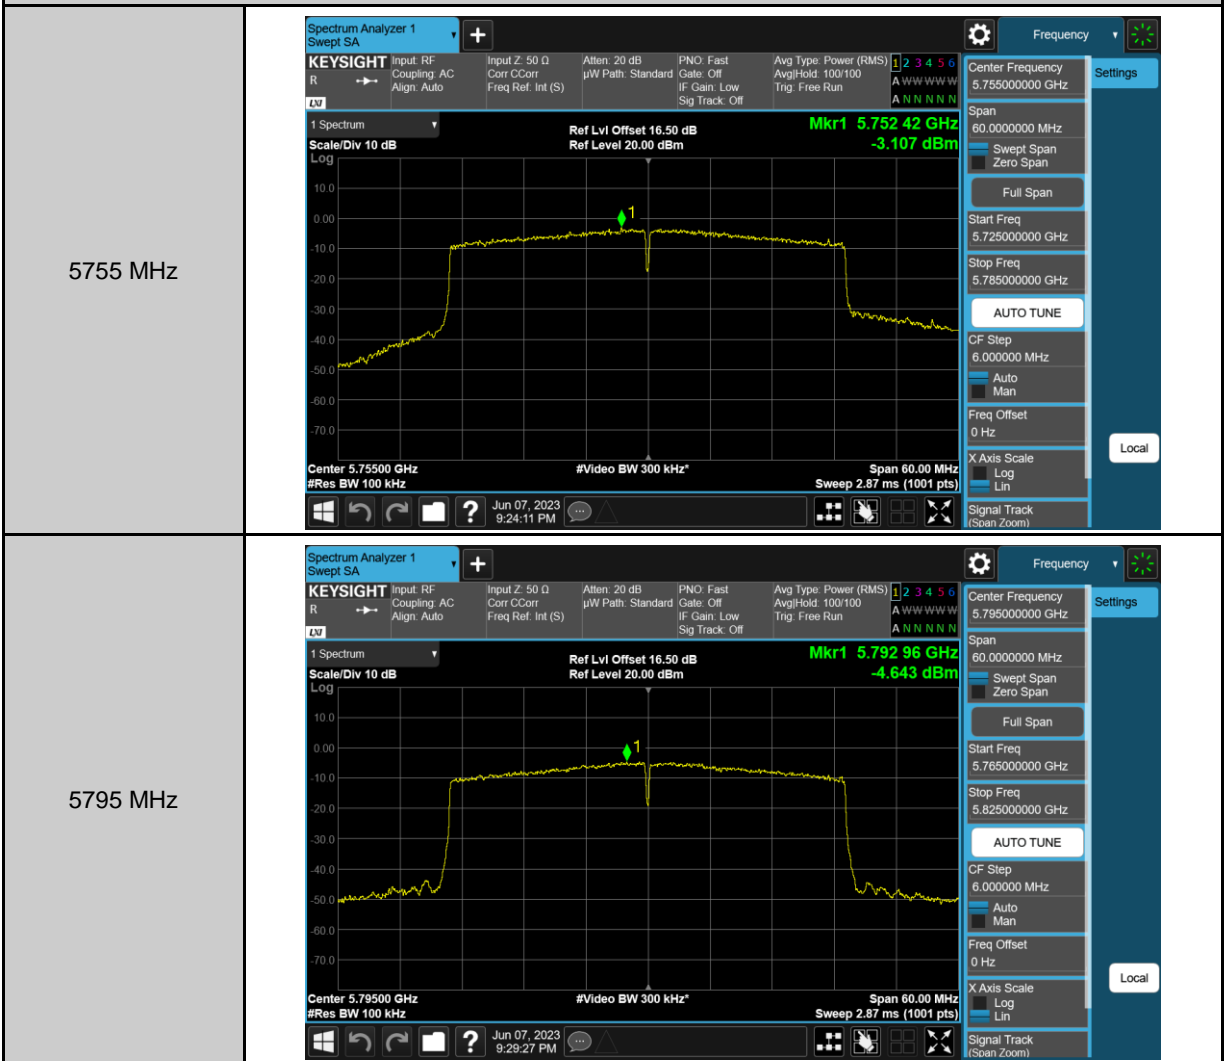 5755 MHz
Spectrum Analyzer 1
Swept SA
+
Frequency
KEYSIGHT
R
LXI
Input: RF
Coupling: AC
Align: Auto
Input Z: 50 Ω
Corr CCorr
Freq Ref: Int (S)
Atten: 20 dB
µW Path: Standard
PNO: Fast
Gate: Off
IF Gain: Low
Sig Track: Off
Avg Type: Power (RMS)
Avg|Hold: 100/100
Trig: Free Run
1 2 3 4 5 6
A W W W W W
A N N N N N
1 Spectrum
Scale/Div 10 dB
Log
Ref Lvl Offset 16.50 dB
Ref Level 20.00 dBm
Mkr1 5.752 42 GHz
-3.107 dBm
10.0
0.00
-10.0
-20.0
-30.0
-40.0
-50.0
-60.0
-70.0
1
Center 5.75500 GHz
#Res BW 100 kHz
#Video BW 300 kHz*
Span 60.00 MHz
Sweep 2.87 ms (1001 pts)
?
Jun 07, 2023
9:24:11 PM
Center Frequency
5.755000000 GHz
Span
60.0000000 MHz
Swept Span
Zero Span
Full Span
Start Freq
5.725000000 GHz
Stop Freq
5.785000000 GHz
AUTO TUNE
CF Step
6.000000 MHz
Auto
Man
Freq Offset
0 Hz
X Axis Scale
Log
Lin
Signal Track
(Span Zoom)
Settings
Local
5795 MHz
Spectrum Analyzer 1
Swept SA
+
Frequency
KEYSIGHT
R
LXI
Input: RF
Coupling: AC
Align: Auto
Input Z: 50 Ω
Corr CCorr
Freq Ref: Int (S)
Atten: 20 dB
µW Path: Standard
PNO: Fast
Gate: Off
IF Gain: Low
Sig Track: Off
Avg Type: Power (RMS)
Avg|Hold: 100/100
Trig: Free Run
1 2 3 4 5 6
A W W W W W
A N N N N N
1 Spectrum
Scale/Div 10 dB
Log
Ref Lvl Offset 16.50 dB
Ref Level 20.00 dBm
Mkr1 5.792 96 GHz
-4.643 dBm
10.0
0.00
-10.0
-20.0
-30.0
-40.0
-50.0
-60.0
-70.0
1
Center 5.79500 GHz
#Res BW 100 kHz
#Video BW 300 kHz*
Span 60.00 MHz
Sweep 2.87 ms (1001 pts)
?
Jun 07, 2023
9:29:27 PM
Center Frequency
5.795000000 GHz
Span
60.0000000 MHz
Swept Span
Zero Span
Full Span
Start Freq
5.765000000 GHz
Stop Freq
5.825000000 GHz
AUTO TUNE
CF Step
6.000000 MHz
Auto
Man
Freq Offset
0 Hz
X Axis Scale
Log
Lin
Signal Track
(Span Zoom)
Settings
Local